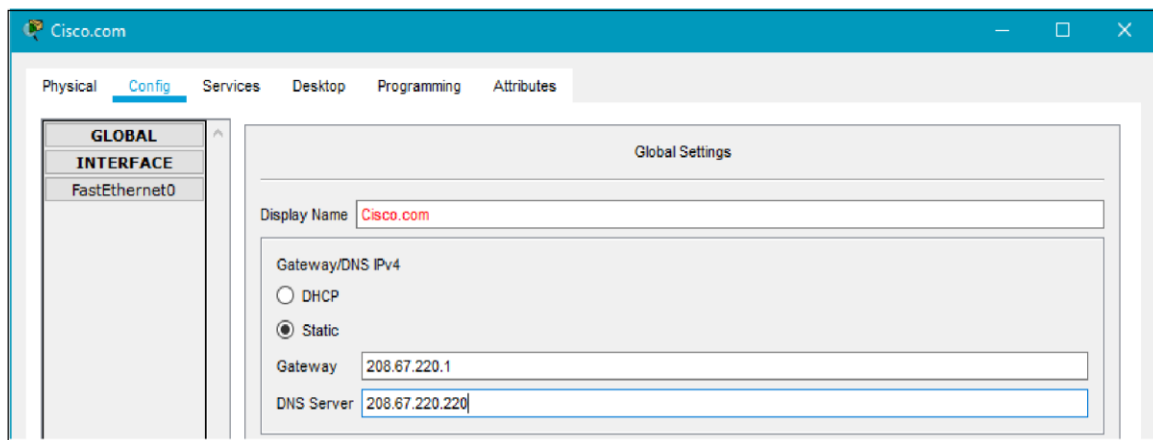 Cisco.com
Physical Config Services Desktop Programming Attributes
GLOBAL
INTERFACE
FastEthernet0
Global Settings
Display Name Cisco.com
Gateway/DNS IPv4
DHCP
Static
Gateway 208.67.220.1
DNS Server 208.67.220.220